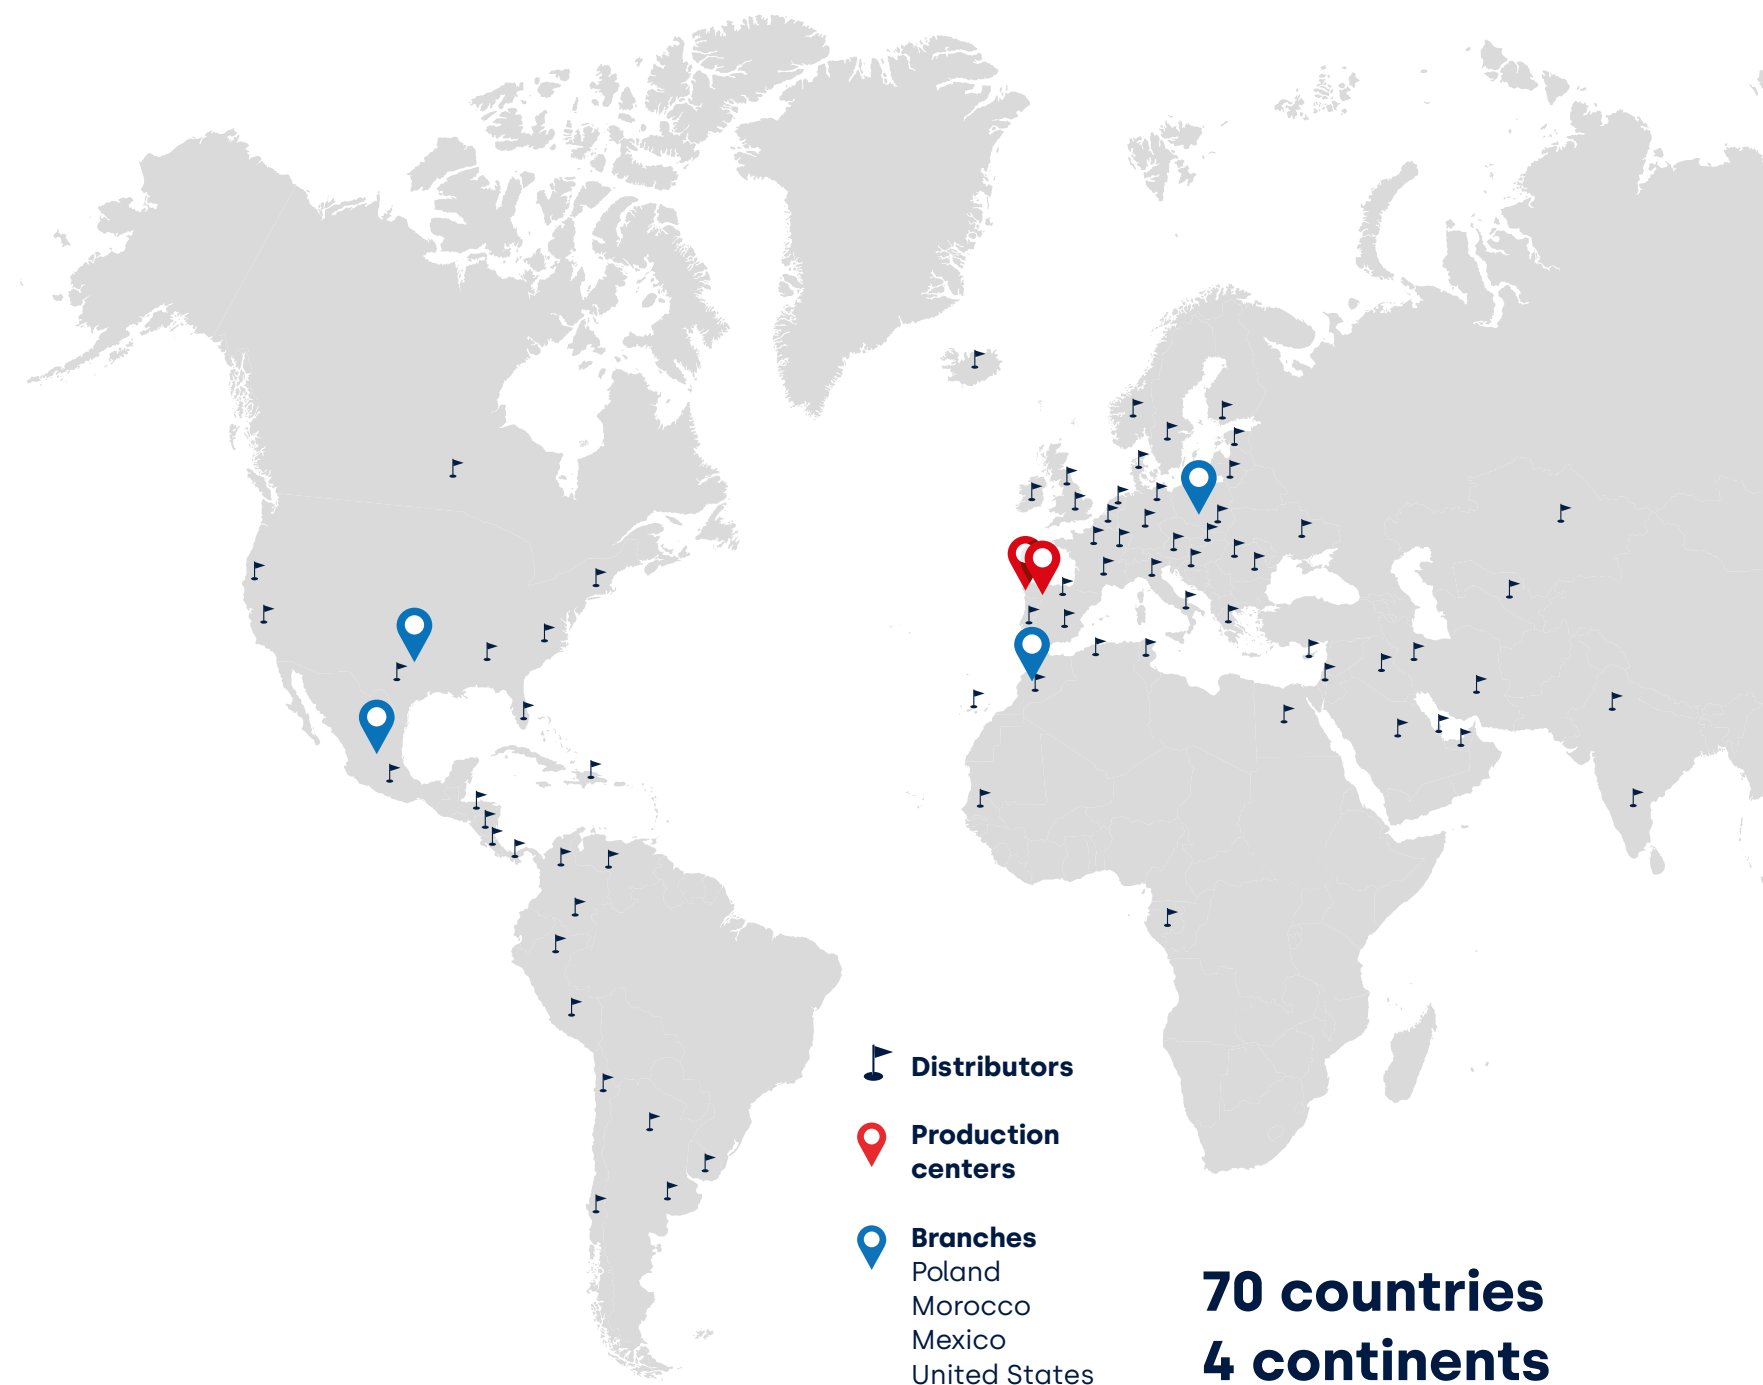 Distributors
Production
centers
Branches
Poland
Morocco
Mexico
United States
70 countries
4 continents